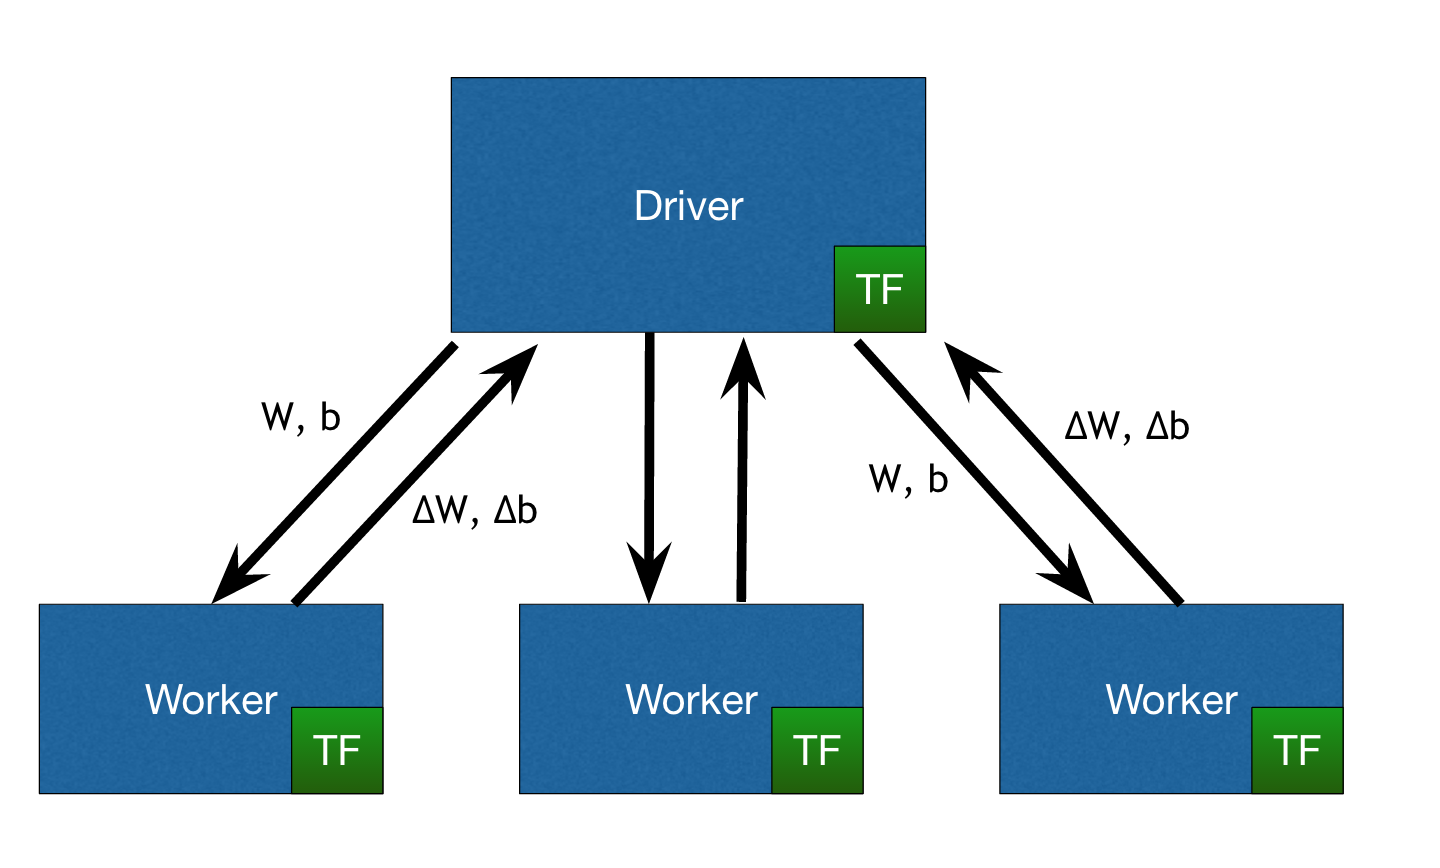 Driver
TF
W, b
ΔW, Δb
W, b
ΔW, Δb
Worker
TF
Worker
TF
Worker
TF